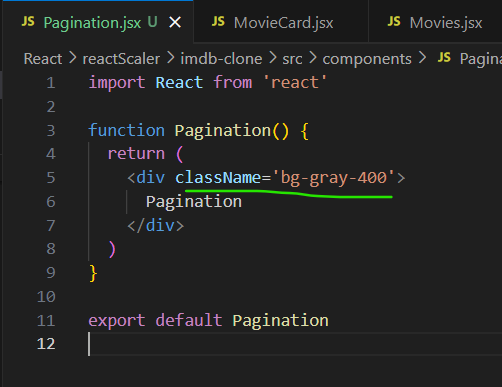 JS Pagination.jsx U × JS MovieCard.jsx JS Movies.jsx
React > reactScaler > imdb-clone > src > components > JS Pagina
1 import React from 'react'
2
3 function Pagination() {
4 return (
5 <div className='bg-gray-400'>
6 Pagination
7 </div>
8 )
9 }
10
11 export default Pagination
12